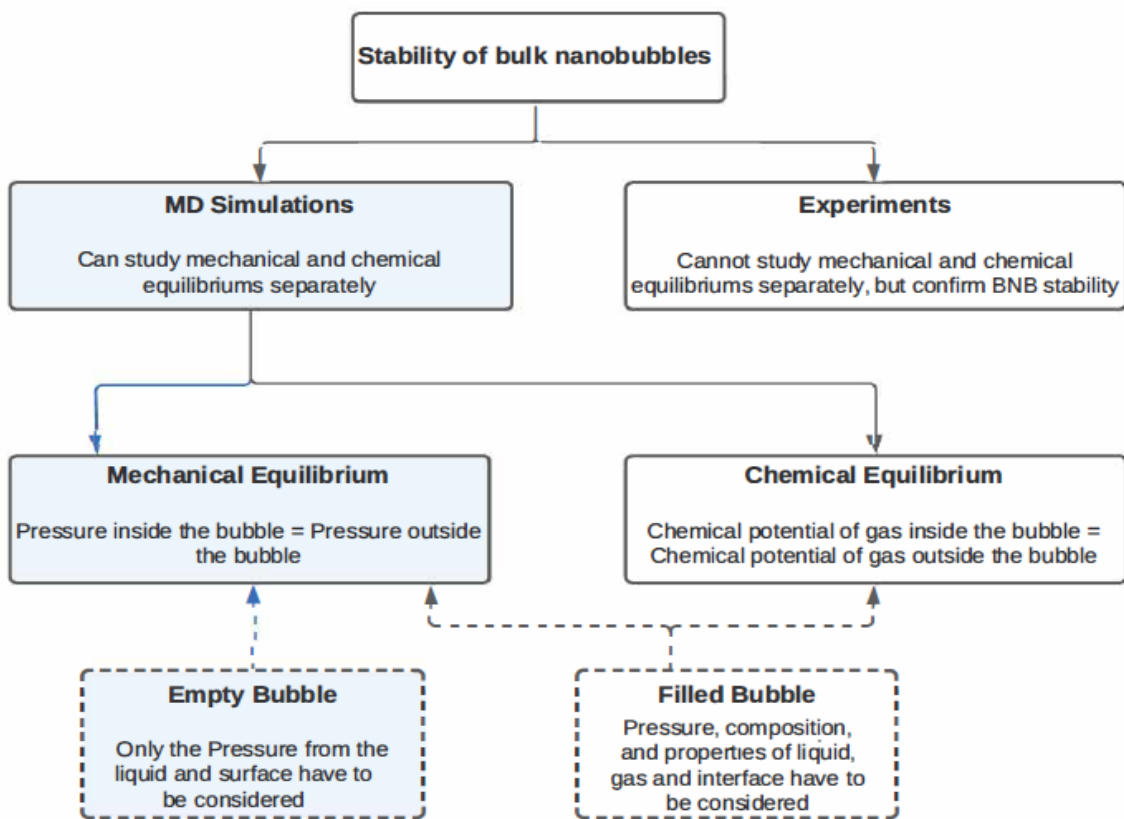 Stability of bulk nanobubbles
MD Simulations
Can study mechanical and chemical
equilibriums separately
Experiments
Cannot study mechanical and chemical
equilibriums separately, but confirm BNB stability
Mechanical Equilibrium
Pressure inside the bubble = Pressure outside
the bubble
Chemical Equilibrium
Chemical potential of gas inside the bubble =
Chemical potential of gas outside the bubble
Empty Bubble
Only the Pressure from the
liquid and surface have to
be considered
Filled Bubble
Pressure, composition,
and properties of liquid,
gas and interface have to
be considered